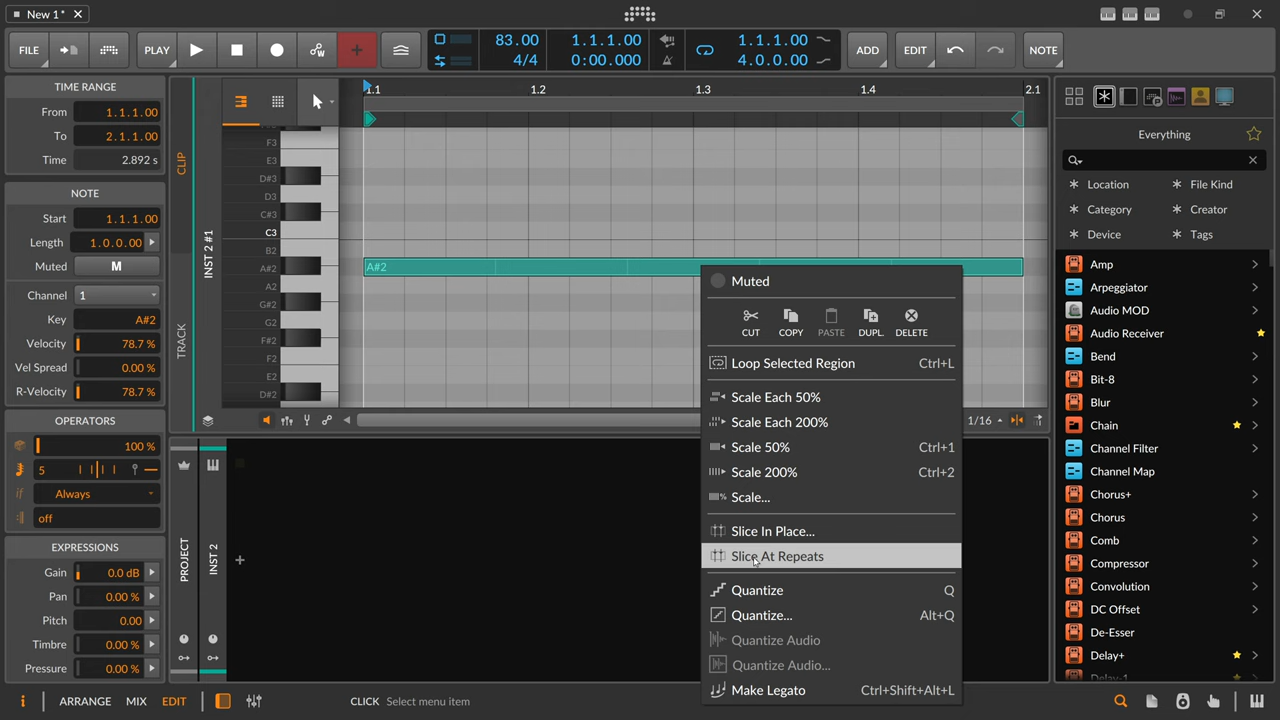 New 1* ✕
FILE PLAY 83.00 4/4 1.1.1.00 0:00.000 1.1.1.00 4.0.0.00 ADD EDIT NOTE
TIME RANGE
From 1.1.1.00
To 2.1.1.00
Time 2.892 s
NOTE
Start 1.1.1.00
Length 1.0.0.00
Muted M
Channel 1
Key A#2
Velocity 78.7 %
Vel Spread 0.00 %
R-Velocity 78.7 %
OPERATORS
100 %
5
if Always
off
EXPRESSIONS
Gain 0.0 dB
Pan 0.00 %
Pitch 0.00
Timbre 0.00 %
Pressure 0.00 %
CLIP
TRACK
INST 2 #1
1.1 1.2 1.3 1.4 2.1
F3
E3
D#3
D3
C#3
C3
B2
A#2 A#2
A2
G#2
G2
F#2
F2
E2
D#2
1/16
PROJECT
INST 2
Muted
CUT COPY PASTE DUPL. DELETE
Loop Selected Region Ctrl+L
Scale Each 50%
Scale Each 200%
Scale 50% Ctrl+1
Scale 200% Ctrl+2
Scale...
Slice In Place...
Slice At Repeats
Quantize Q
Quantize... Alt+Q
Quantize Audio
Quantize Audio...
Make Legato Ctrl+Shift+Alt+L
Everything
Location File Kind
Category Creator
Device Tags
Amp
Arpeggiator
Audio MOD
Audio Receiver
Bend
Bit-8
Blur
Chain
Channel Filter
Channel Map
Chorus+
Chorus
Comb
Compressor
Convolution
DC Offset
De-Esser
Delay+
Delay-1
i ARRANGE MIX EDIT CLICK Select menu item